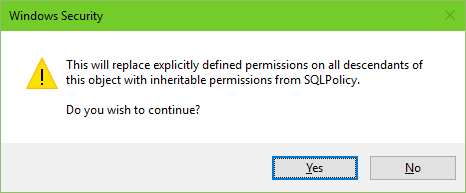 Windows Security
This will replace explicitly defined permissions on all descendants of
this object with inheritable permissions from SQLPolicy.
Do you wish to continue?
Yes
No